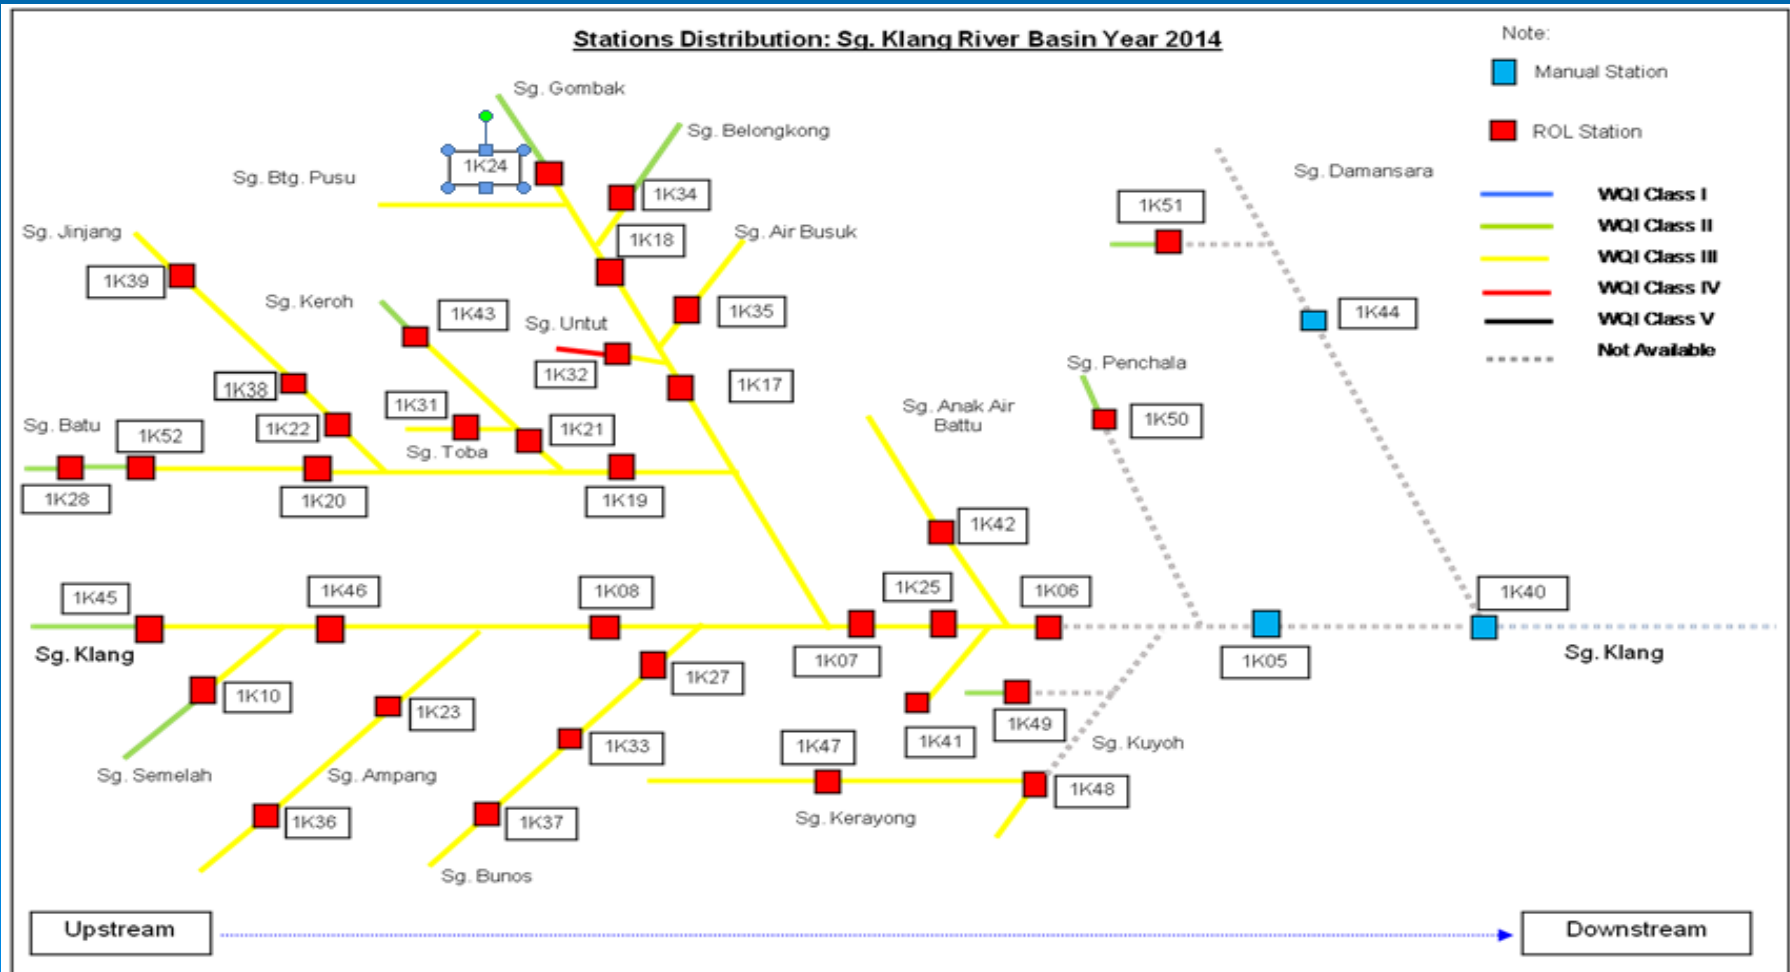 Stations Distribution: Sg. Klang River Basin Year 2014
Note:
Manual Station
ROL Station
WQI Class I
WQI Class II
WQI Class III
WQI Class IV
WQI Class V
Not Available
Sg. Gombak
Sg. Belongkong
1K24
Sg. Btg. Pusu
1K34
Sg. Damansara
1K51
Sg. Jinjang
1K18
Sg. Air Busuk
1K39
Sg. Keroh
1K43
Sg. Untut
1K35
1K44
1K32
Sg. Penchala
1K38
1K17
1K31
Sg. Anak Air
Battu
1K50
Sg. Batu
1K52
1K22
1K21
Sg. Toba
1K28
1K20
1K19
1K42
1K45
1K46
1K08
1K25
1K06
1K40
Sg. Klang
1K07
1K05
Sg. Klang
1K10
1K27
1K23
1K49
1K33
1K47
1K41
Sg. Kuyoh
Sg. Semelah
Sg. Ampang
1K48
1K36
1K37
Sg. Kerayong
Sg. Bunos
Upstream
Downstream